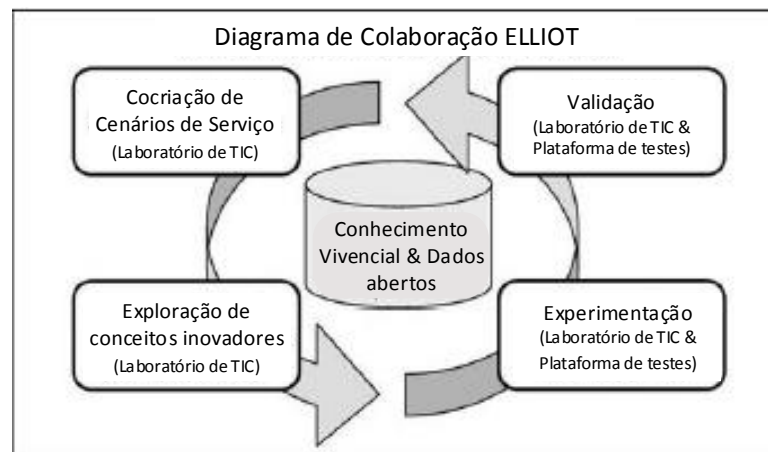 Diagrama de Colaboração ELLIOT
Cocriação de
Cenários de Serviço
(Laboratório de TIC)
Validação
(Laboratório de TIC &
Plataforma de testes)
Conhecimento
Vivencial & Dados
abertos
Exploração de
conceitos inovadores
(Laboratório de TIC)
Experimentação
(Laboratório de TIC &
Plataforma de testes)